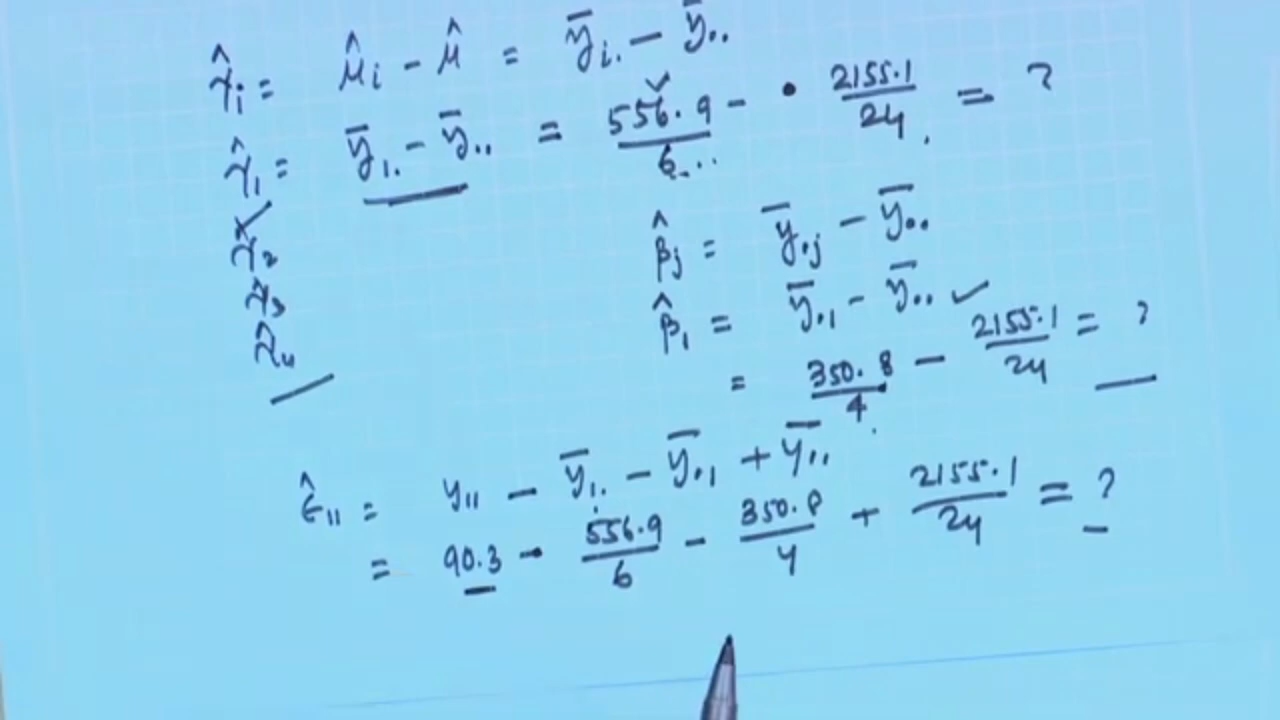 τ̂ᵢ = μ̂ᵢ - μ̂ = ȳᵢ. - ȳ..
τ̂₁ = ȳ₁. - ȳ.. = 556.9/6 - 2155.1/24 = ?
τ̂₂
τ̂₃
τ̂₄
β̂ⱼ = ȳ.ⱼ - ȳ..
β̂₁ = ȳ.₁ - ȳ.. ✓
= 350.8/4 - 2155.1/24 = ?
ε̂₁₁ = y₁₁ - ȳ₁. - ȳ.₁ + ȳ..
= 90.3 - 556.9/6 - 350.8/4 + 2155.1/24 = ?